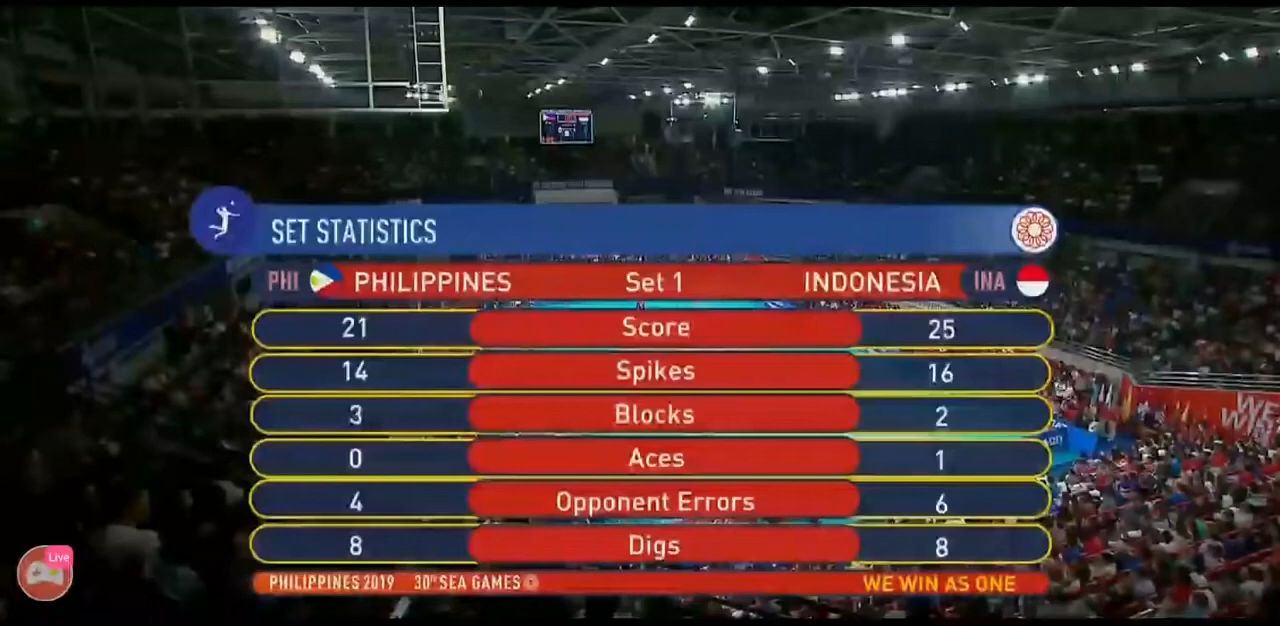 SET STATISTICS
PHI PHILIPPINES Set 1 INDONESIA INA
21 Score 25
14 Spikes 16
3 Blocks 2
0 Aces 1
4 Opponent Errors 6
8 Digs 8
PHILIPPINES 2019 30TH SEA GAMES WE WIN AS ONE
Live
WE